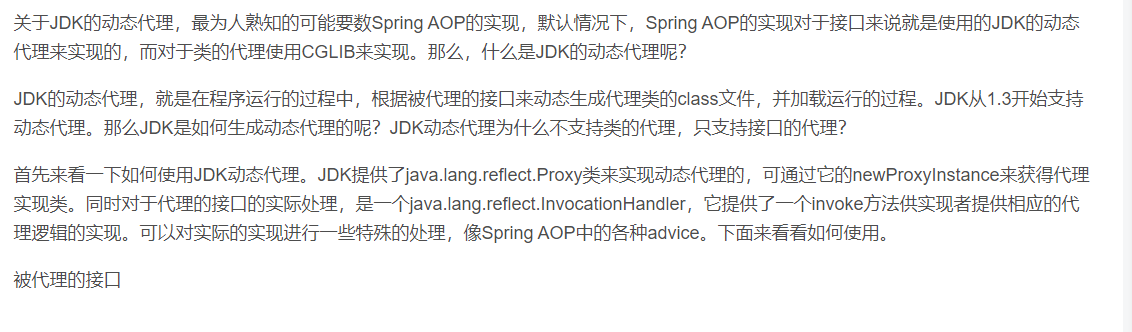 关于JDK的动态代理，最为人熟知的可能要数Spring AOP的实现，默认情况下，Spring AOP的实现对于接口来说就是使用的JDK的动态
代理来实现的，而对于类的代理使用CGLIB来实现。那么，什么是JDK的动态代理呢？
JDK的动态代理，就是在程序运行的过程中，根据被代理的接口来动态生成代理类的class文件，并加载运行的过程。JDK从1.3开始支持
动态代理。那么JDK是如何生成动态代理的呢？JDK动态代理为什么不支持类的代理，只支持接口的代理？
首先来看一下如何使用JDK动态代理。JDK提供了java.lang.reflect.Proxy类来实现动态代理的，可通过它的newProxyInstance来获得代理
实现类。同时对于代理的接口的实际处理，是一个java.lang.reflect.InvocationHandler，它提供了一个invoke方法供实现者提供相应的代
理逻辑的实现。可以对实际的实现进行一些特殊的处理，像Spring AOP中的各种advice。下面来看看如何使用。
被代理的接口